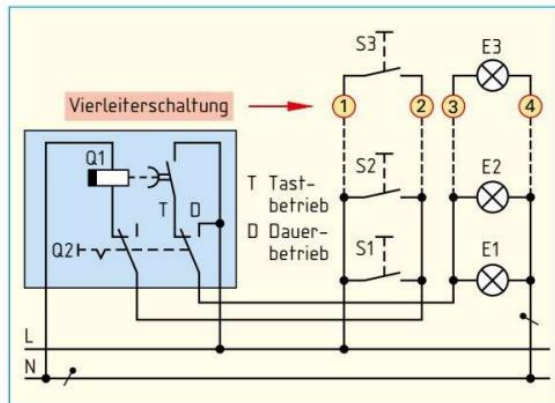 S3
E3
Vierleiterschaltung
1
2
3
4
Q1
T
D
I
Q2
T Tast-
betrieb
D Dauer-
betrieb
S2
E2
S1
E1
L
N